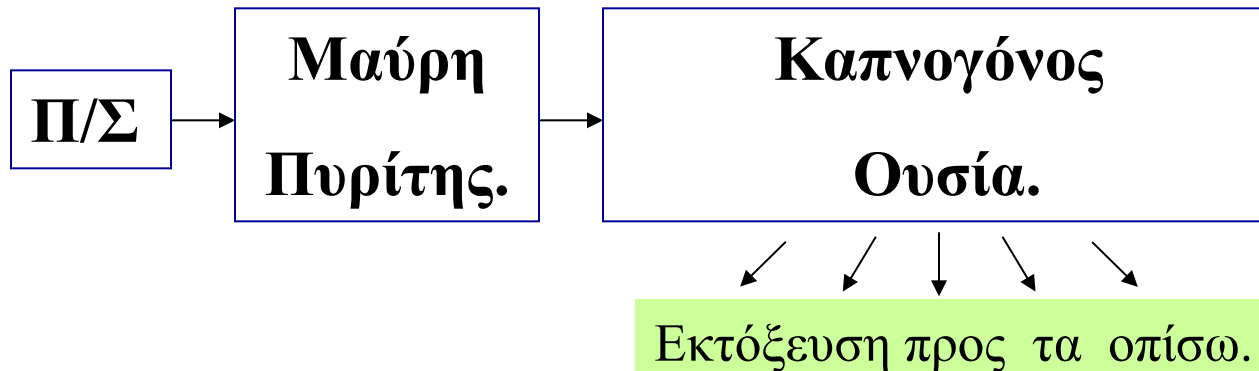 Π/Σ
Μαύρη
Πυρίτης.
Καπνογόνος
Ουσία.
Εκτόξευση προς τα οπίσω.